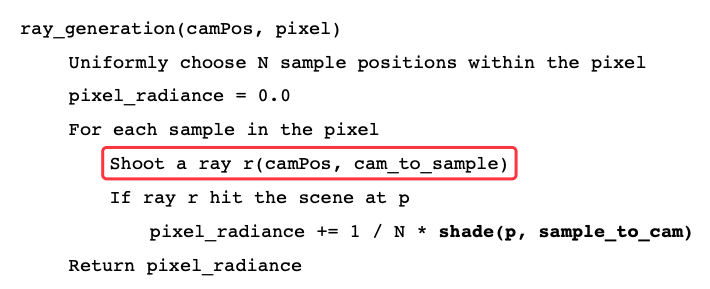 ray_generation(camPos, pixel)
Uniformly choose N sample positions within the pixel
pixel_radiance = 0.0
For each sample in the pixel
Shoot a ray r(camPos, cam_to_sample)
If ray r hit the scene at p
pixel_radiance += 1 / N * shade(p, sample_to_cam)
Return pixel_radiance